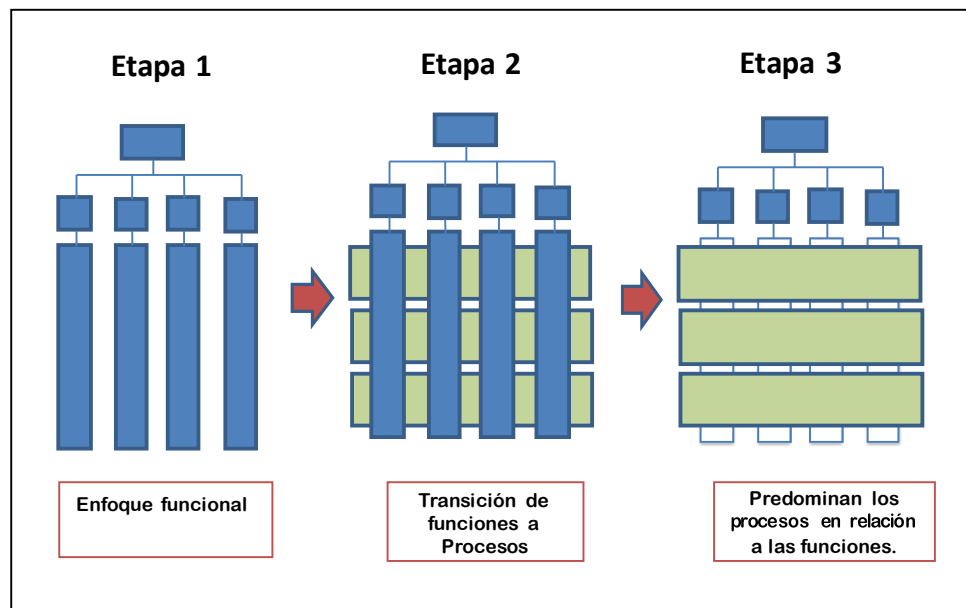 Etapa 1
Etapa 2
Etapa 3
Enfoque funcional
Transición de
funciones a
Procesos
Predominan los
procesos en relación
a las funciones.